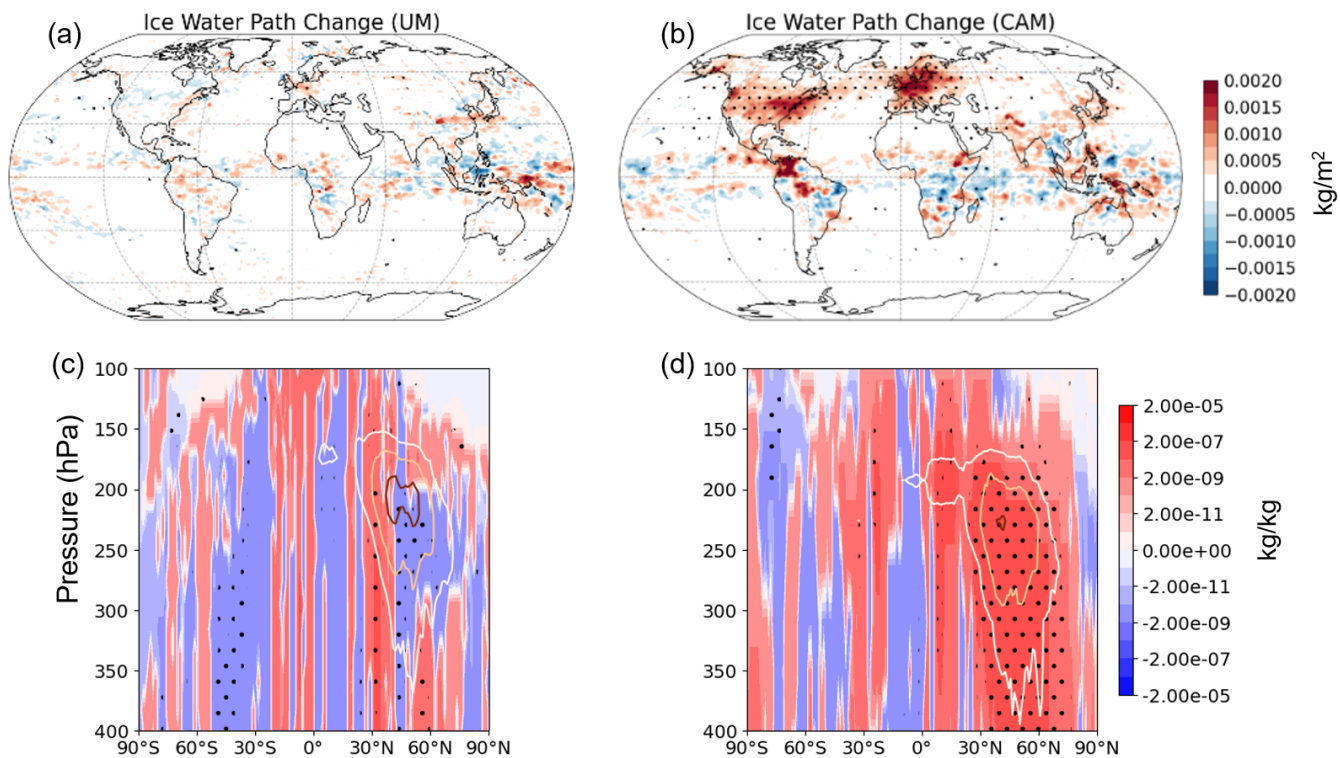 (a) Ice Water Path Change (UM)
(b) Ice Water Path Change (CAM)
0.0020
0.0015
0.0010
0.0005
0.0000
−0.0005
−0.0010
−0.0015
−0.0020
kg/m²
(c)
Pressure (hPa)
100
150
200
250
300
350
400
90°S 60°S 30°S 0° 30°N 60°N 90°N
(d)
100
150
200
250
300
350
400
90°S 60°S 30°S 0° 30°N 60°N 90°N
2.00e-05
2.00e-07
2.00e-09
2.00e-11
0.00e+00
-2.00e-11
-2.00e-09
-2.00e-07
-2.00e-05
kg/kg